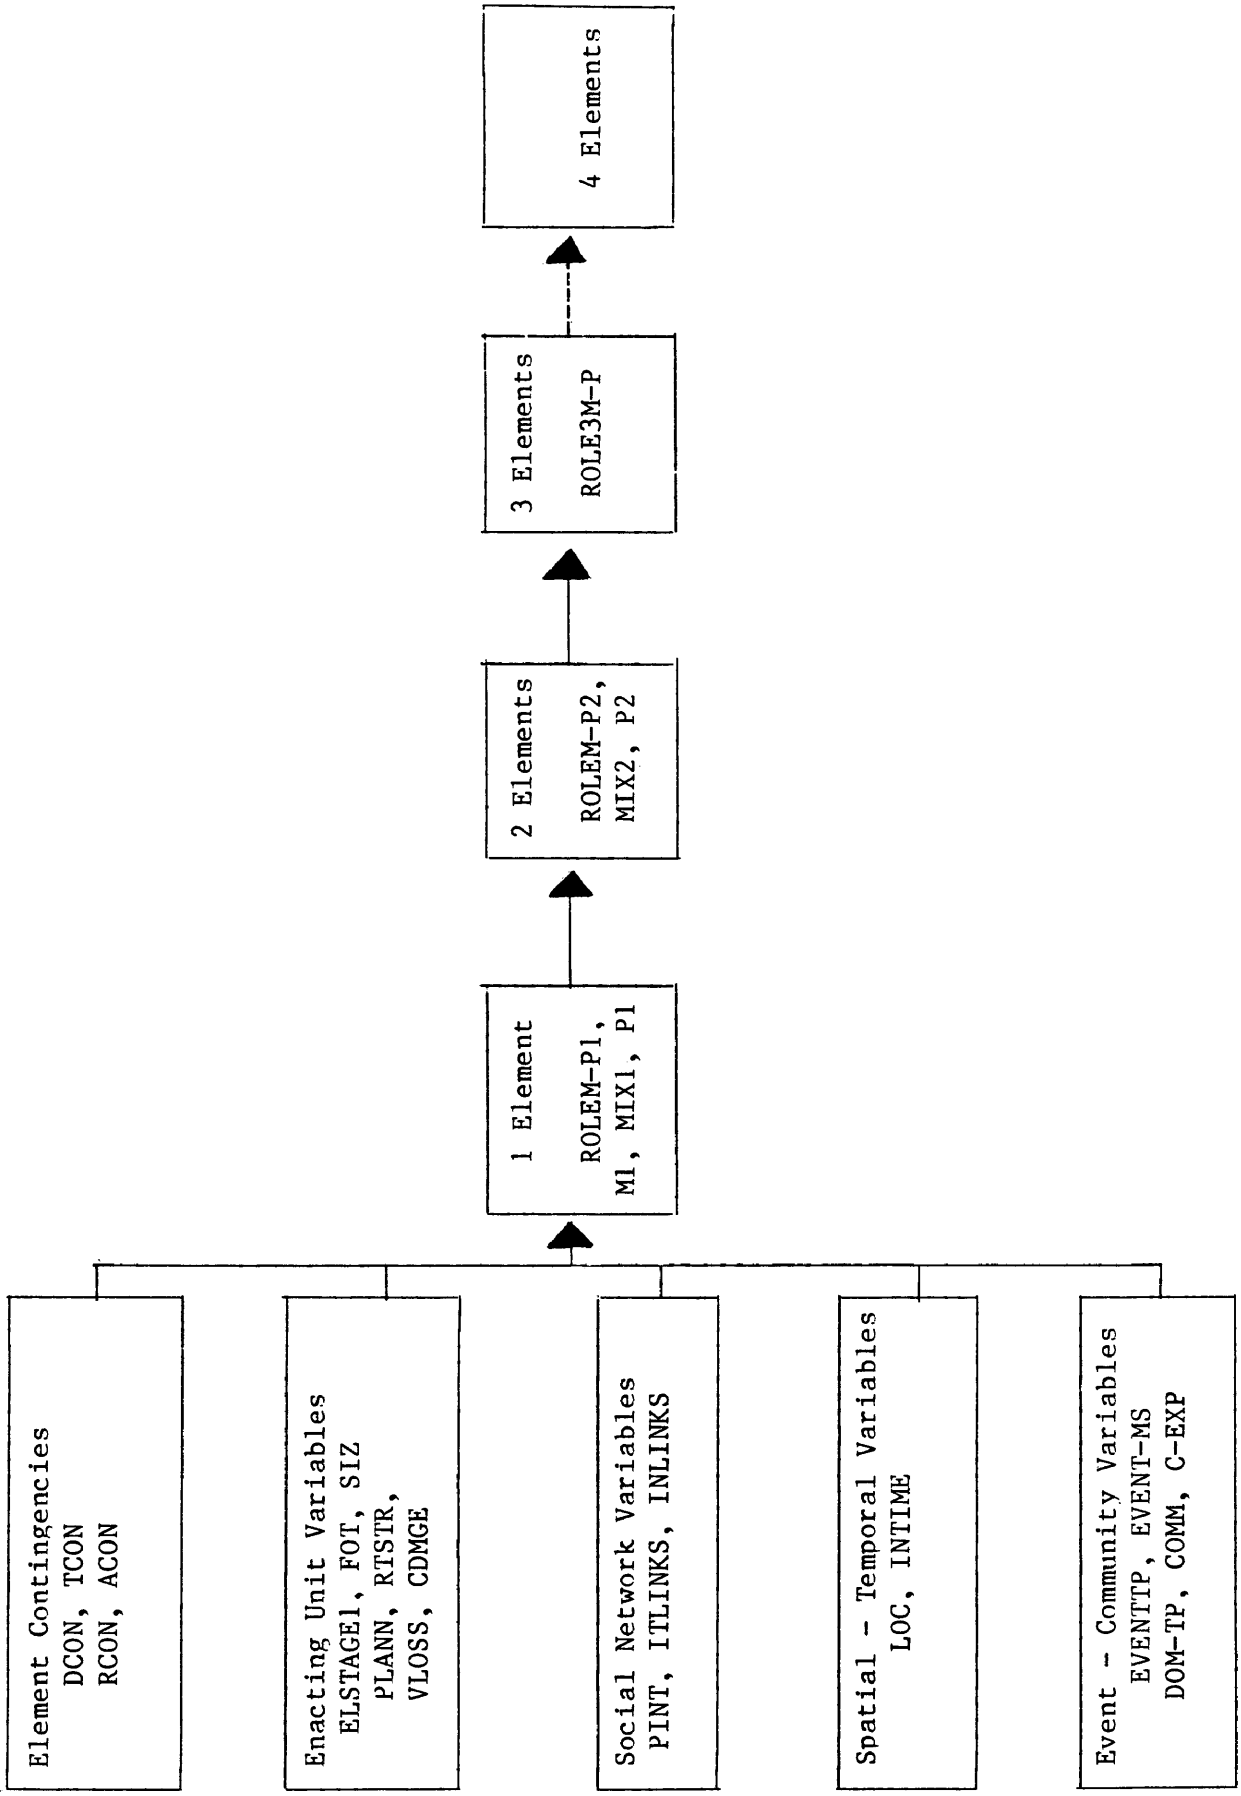 Element Contingencies
DCON, TCON
RCON, ACON
Enacting Unit Variables
ELSTAGE1, FOT, SIZ
PLANN, RTSTR,
VLOSS, CDMGE
Social Network Variables
PINT, ITLINKS, INLINKS
Spatial - Temporal Variables
LOC, INTIME
Event - Community Variables
EVENTTP, EVENT-MS
DOM-TP, COMM, C-EXP
1 Element
ROLEM-P1,
M1, MIX1, P1
2 Elements
ROLEM-P2,
MIX2, P2
3 Elements
ROLE3M-P
4 Elements